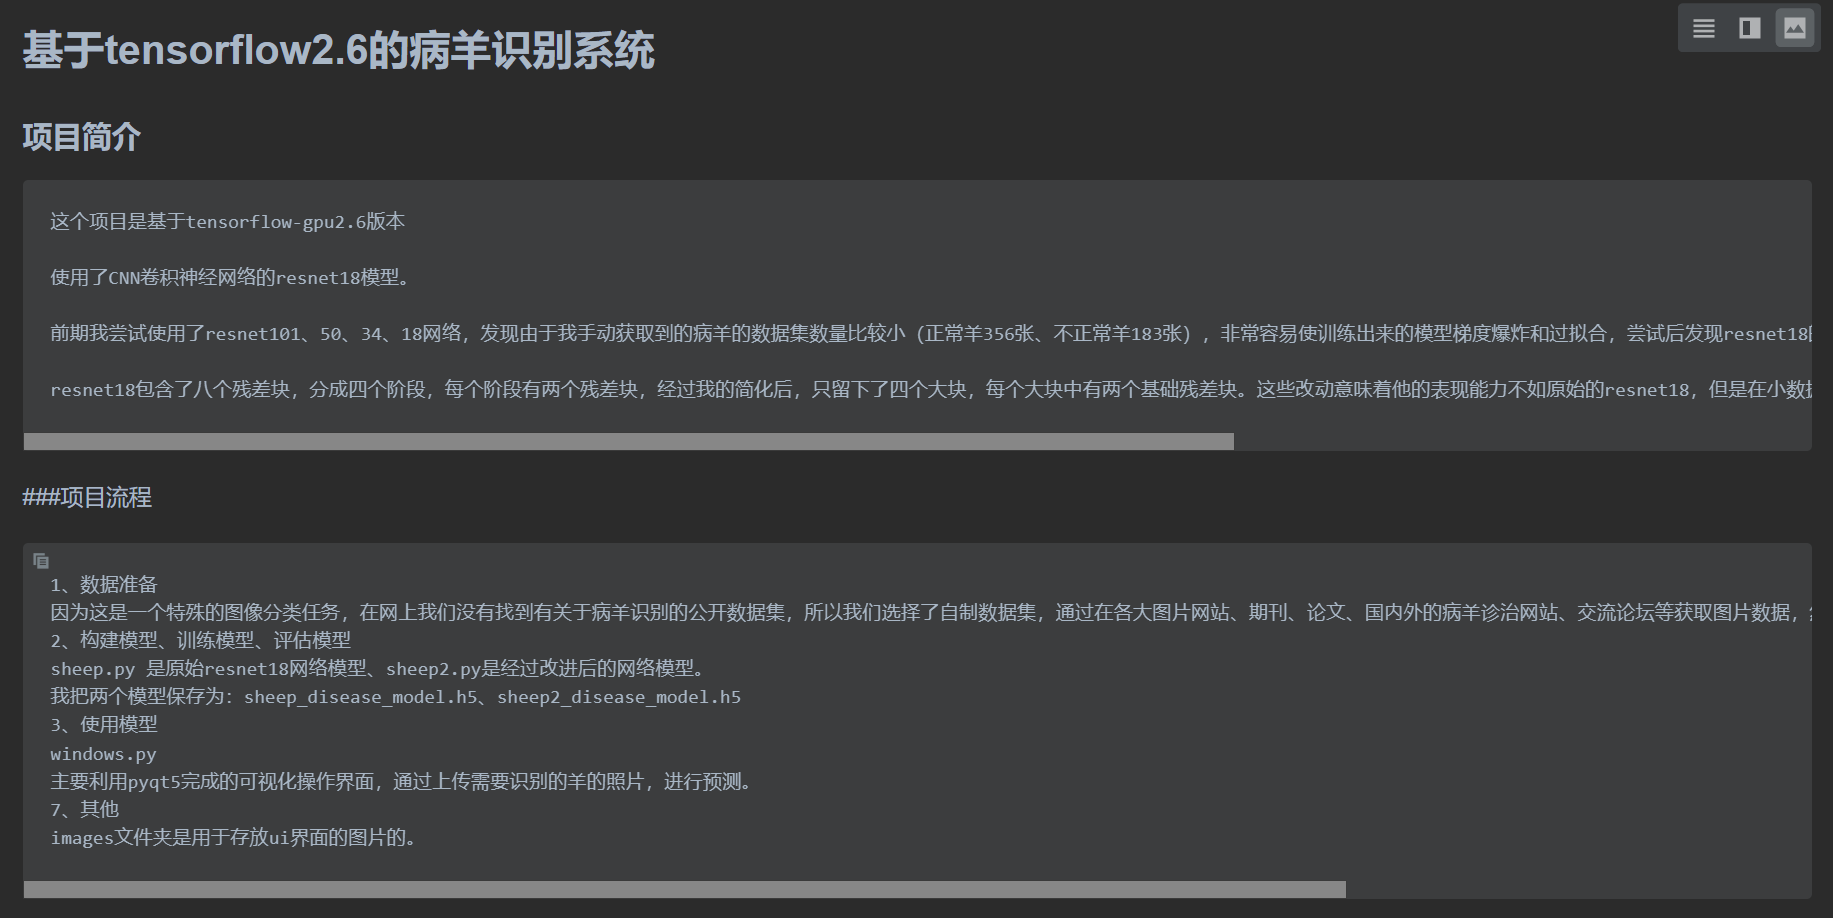 基于tensorflow2.6的病羊识别系统
项目简介
这个项目是基于tensorflow-gpu2.6版本
使用了CNN卷积神经网络的resnet18模型。
前期我尝试使用了resnet101、50、34、18网络，发现由于我手动获取到的病羊的数据集数量比较小（正常羊356张、不正常羊183张），非常容易使训练出来的模型梯度爆炸和过拟合，尝试后发现resnet18
resnet18包含了八个残差块，分成四个阶段，每个阶段有两个残差块，经过我的简化后，只留下了四个大块，每个大块中有两个基础残差块。这些改动意味着他的表现能力不如原始的resnet18，但是在小数据
###项目流程
1、数据准备
因为这是一个特殊的图像分类任务，在网上我们没有找到有关于病羊识别的公开数据集，所以我们选择了自制数据集，通过在各大图片网站、期刊、论文、国内外的病羊诊治网站、交流论坛等获取图片数据，
2、构建模型、训练模型、评估模型
sheep.py 是原始resnet18网络模型、sheep2.py是经过改进后的网络模型。
我把两个模型保存为：sheep_disease_model.h5、sheep2_disease_model.h5
3、使用模型
windows.py
主要利用pyqt5完成的可视化操作界面，通过上传需要识别的羊的照片，进行预测。
7、其他
images文件夹是用于存放ui界面的图片的。